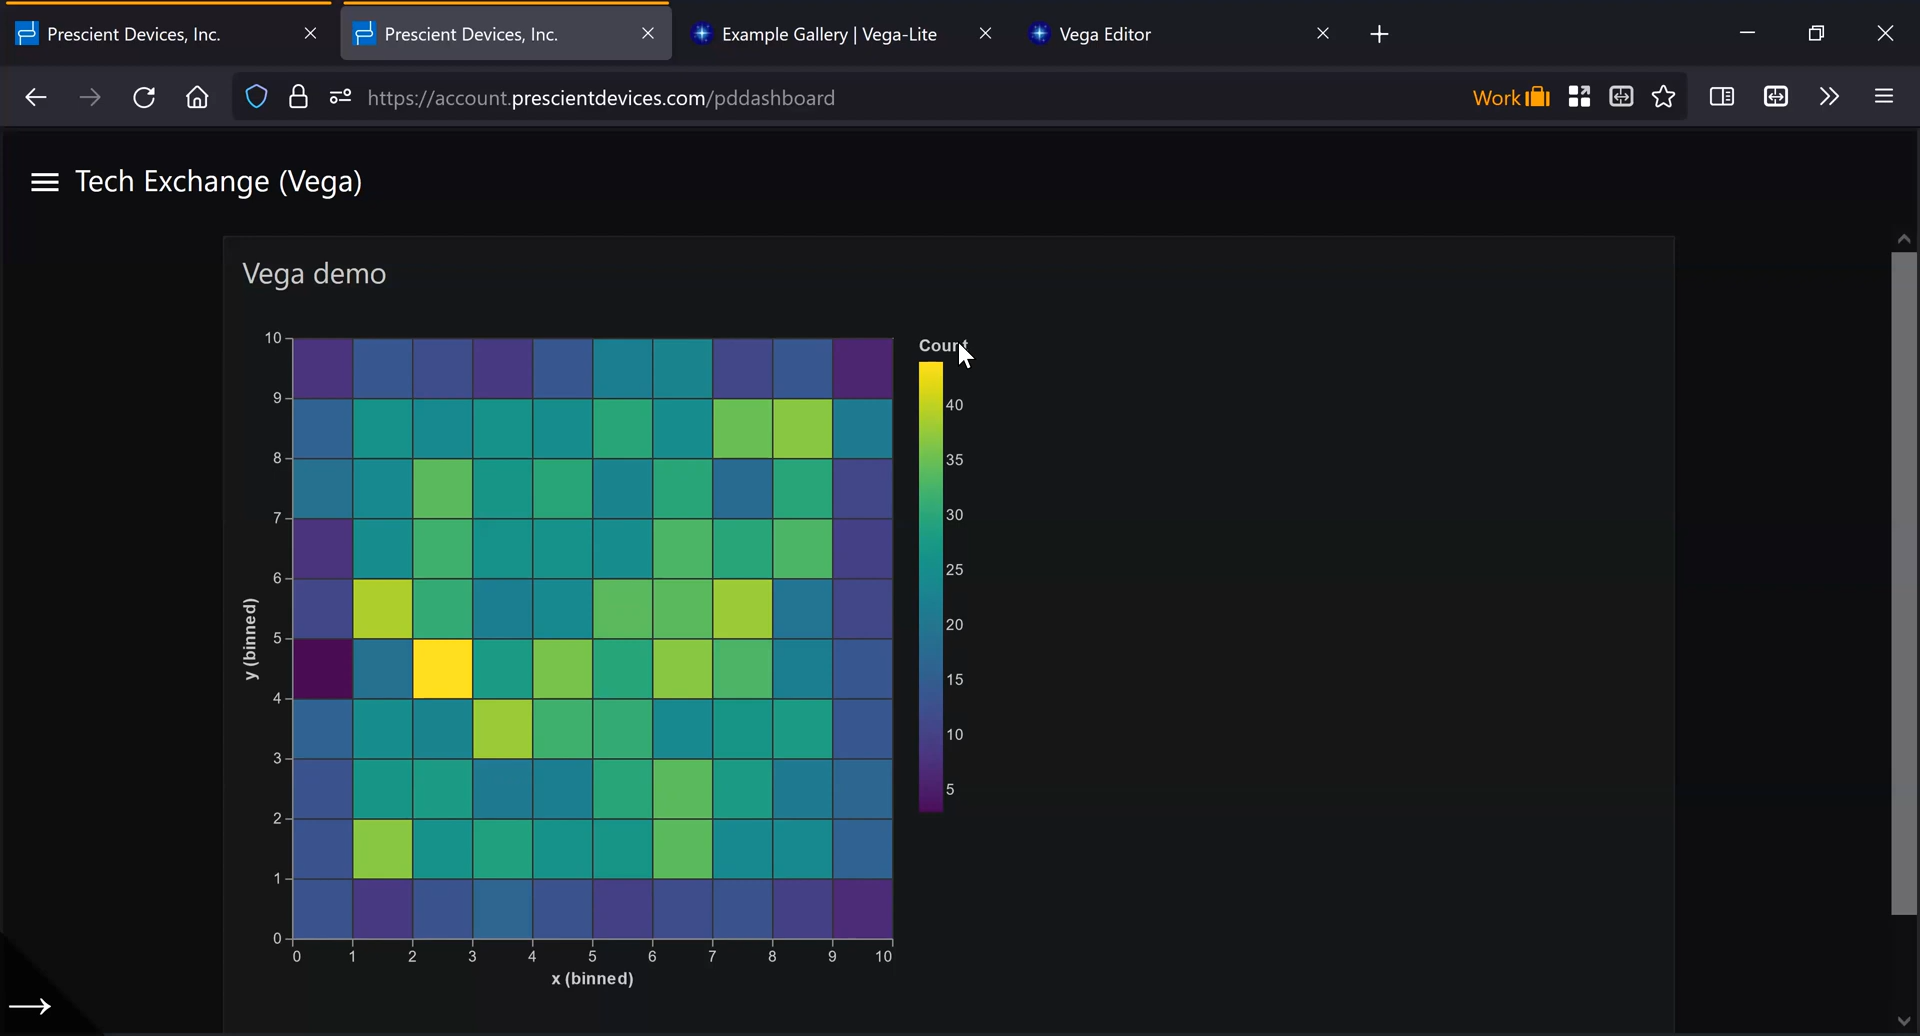 Prescient Devices, Inc.
Prescient Devices, Inc.
Example Gallery | Vega-Lite
Vega Editor
https://account.prescientdevices.com/pddashboard
Work
Tech Exchange (Vega)
Vega demo
Count
40
35
30
25
20
15
10
5
y (binned)
10
9
8
7
6
5
4
3
2
1
0
0 1 2 3 4 5 6 7 8 9 10
x (binned)